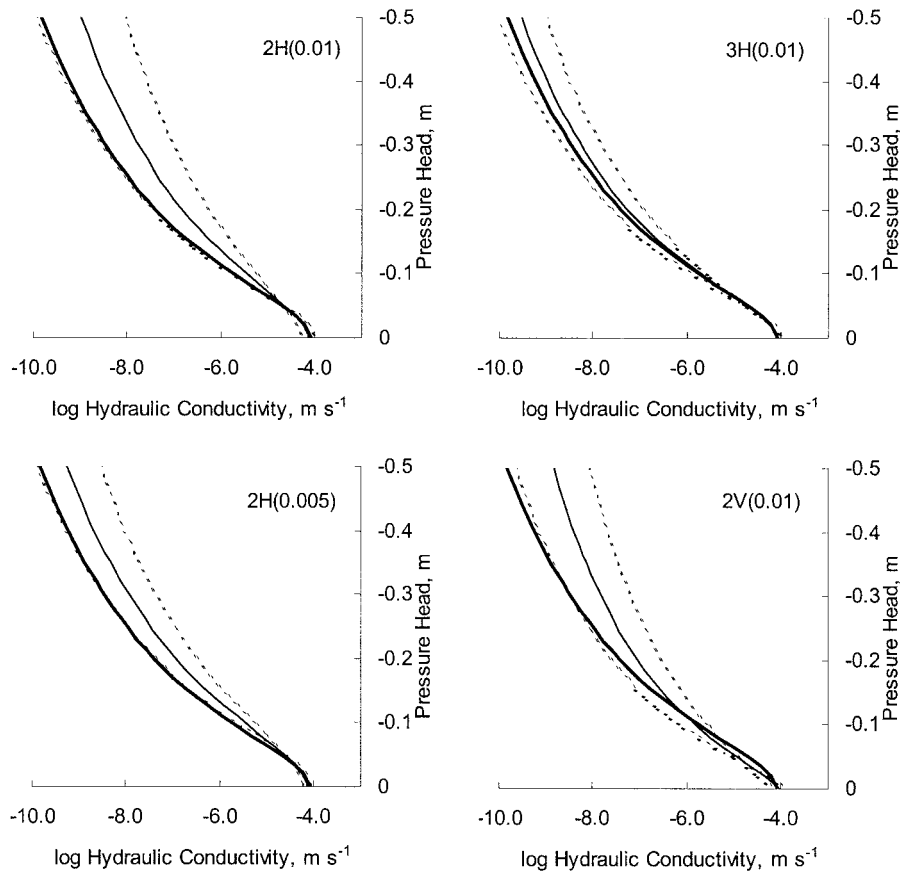 -0.5
2H(0.01)
-0.4
-0.3
-0.2
-0.1
0
Pressure Head, m
-10.0 -8.0 -6.0 -4.0
log Hydraulic Conductivity, m s⁻¹
-0.5
3H(0.01)
-0.4
-0.3
-0.2
-0.1
0
Pressure Head, m
-10.0 -8.0 -6.0 -4.0
log Hydraulic Conductivity, m s⁻¹
-0.5
2H(0.005)
-0.4
-0.3
-0.2
-0.1
0
Pressure Head, m
-10.0 -8.0 -6.0 -4.0
log Hydraulic Conductivity, m s⁻¹
-0.5
2V(0.01)
-0.4
-0.3
-0.2
-0.1
0
Pressure Head, m
-10.0 -8.0 -6.0 -4.0
log Hydraulic Conductivity, m s⁻¹